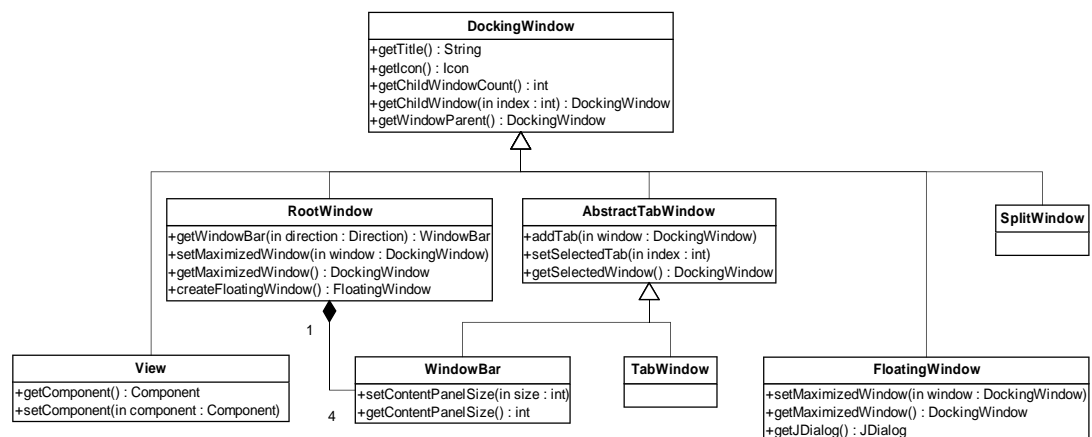 DockingWindow
+getTitle() : String
+getIcon() : Icon
+getChildWindowCount() : int
+getChildWindow(in index : int) : DockingWindow
+getWindowParent() : DockingWindow
RootWindow
+getWindowBar(in direction : Direction) : WindowBar
+setMaximizedWindow(in window : DockingWindow)
+getMaximizedWindow() : DockingWindow
+createFloatingWindow() : FloatingWindow
AbstractTabWindow
+addTab(in window : DockingWindow)
+setSelectedTab(in index : int)
+getSelectedWindow() : DockingWindow
SplitWindow
1
4
View
+getComponent() : Component
+setComponent(in component : Component)
WindowBar
+setContentPanelSize(in size : int)
+getContentPanelSize() : int
TabWindow
FloatingWindow
+setMaximizedWindow(in window : DockingWindow)
+getMaximizedWindow() : DockingWindow
+getJDialog() : JDialog